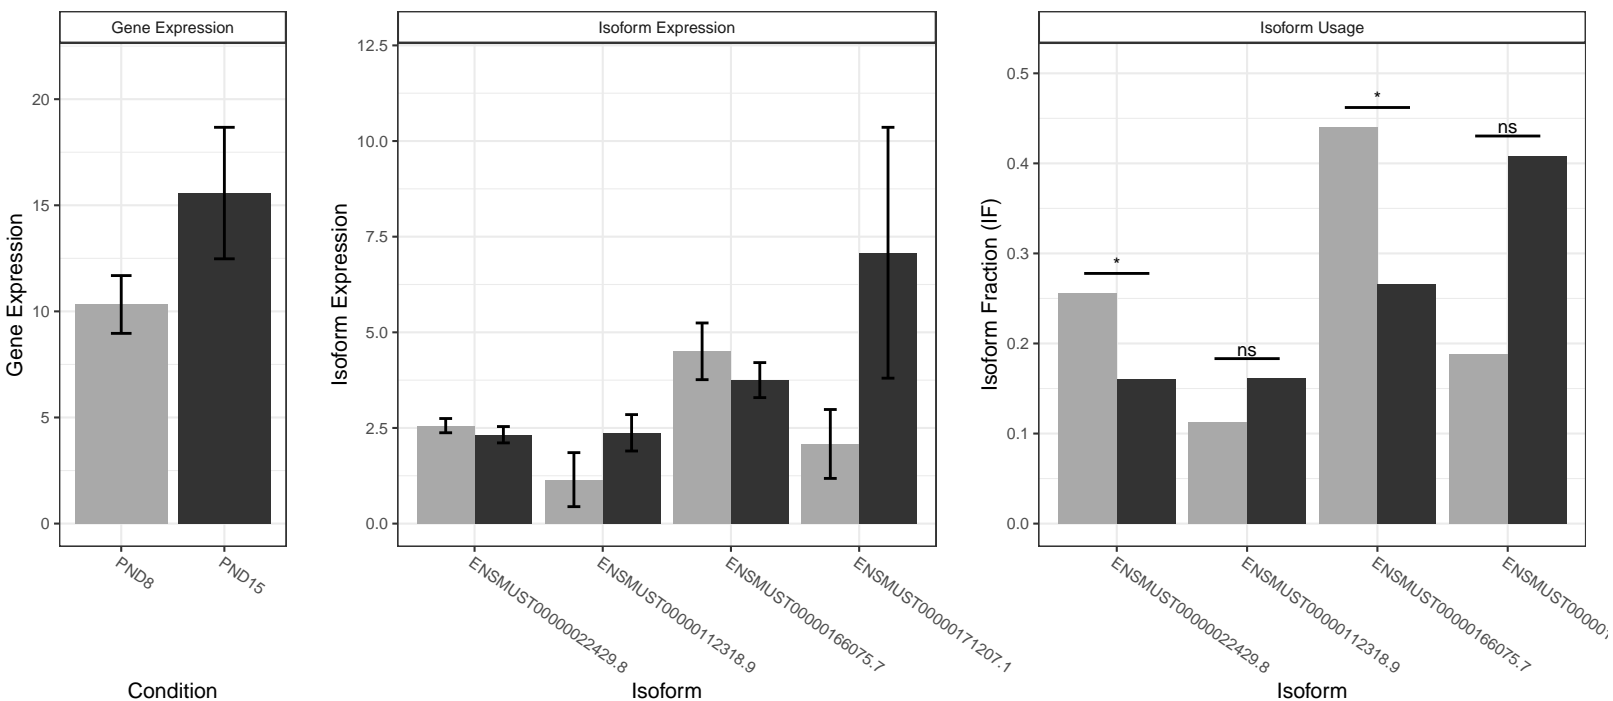 Gene Expression
Isoform Expression
Isoform Usage
Gene Expression
20
15
10
5
0
PND8
PND15
Condition
Isoform Expression
12.5
10.0
7.5
5.0
2.5
0.0
ENSMUST00000022429.8
ENSMUST00000112318.9
ENSMUST00000166075.7
ENSMUST00000171207.1
Isoform
Isoform Fraction (IF)
0.5
0.4
0.3
0.2
0.1
0.0
*
ns
*
ns
ENSMUST00000022429.8
ENSMUST00000112318.9
ENSMUST00000166075.7
ENSMUST000001
Isoform